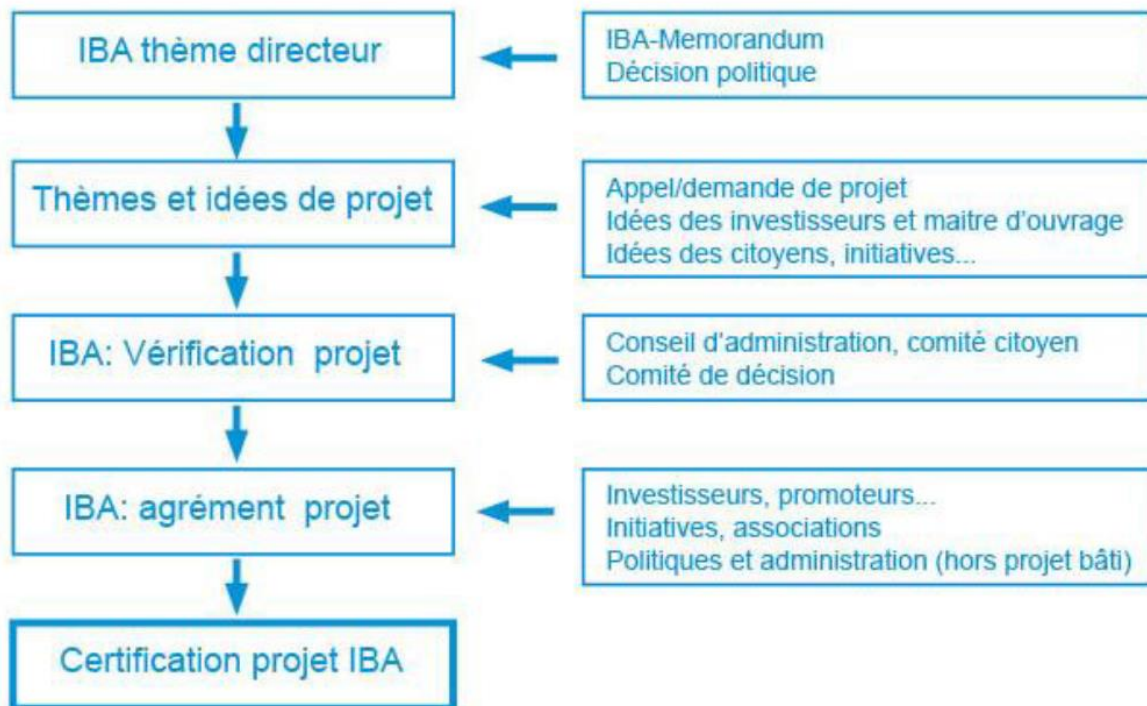 IBA thème directeur
IBA-Memorandum
Décision politique
Thèmes et idées de projet
Appel/demande de projet
Idées des investisseurs et maitre d'ouvrage
Idées des citoyens, initiatives...
IBA: Vérification projet
Conseil d'administration, comité citoyen
Comité de décision
IBA: agrément projet
Investisseurs, promoteurs...
Initiatives, associations
Politiques et administration (hors projet bâti)
Certification projet IBA